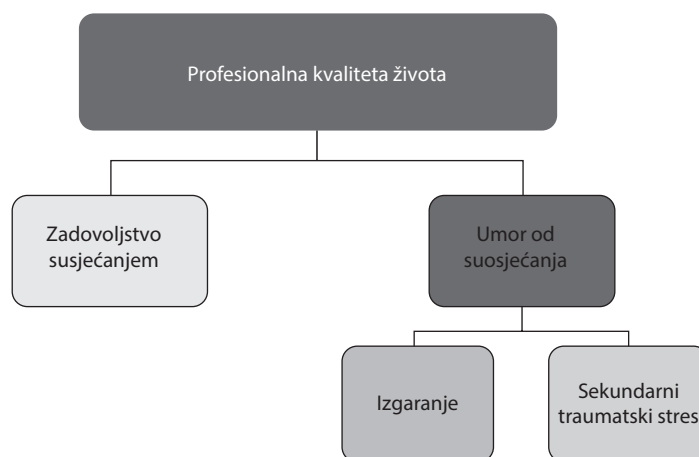 Profesionalna kvaliteta života
Zadovoljstvo
susjećanjem
Umor od
suosjećanja
Izgaranje
Sekundarni
traumatski stres